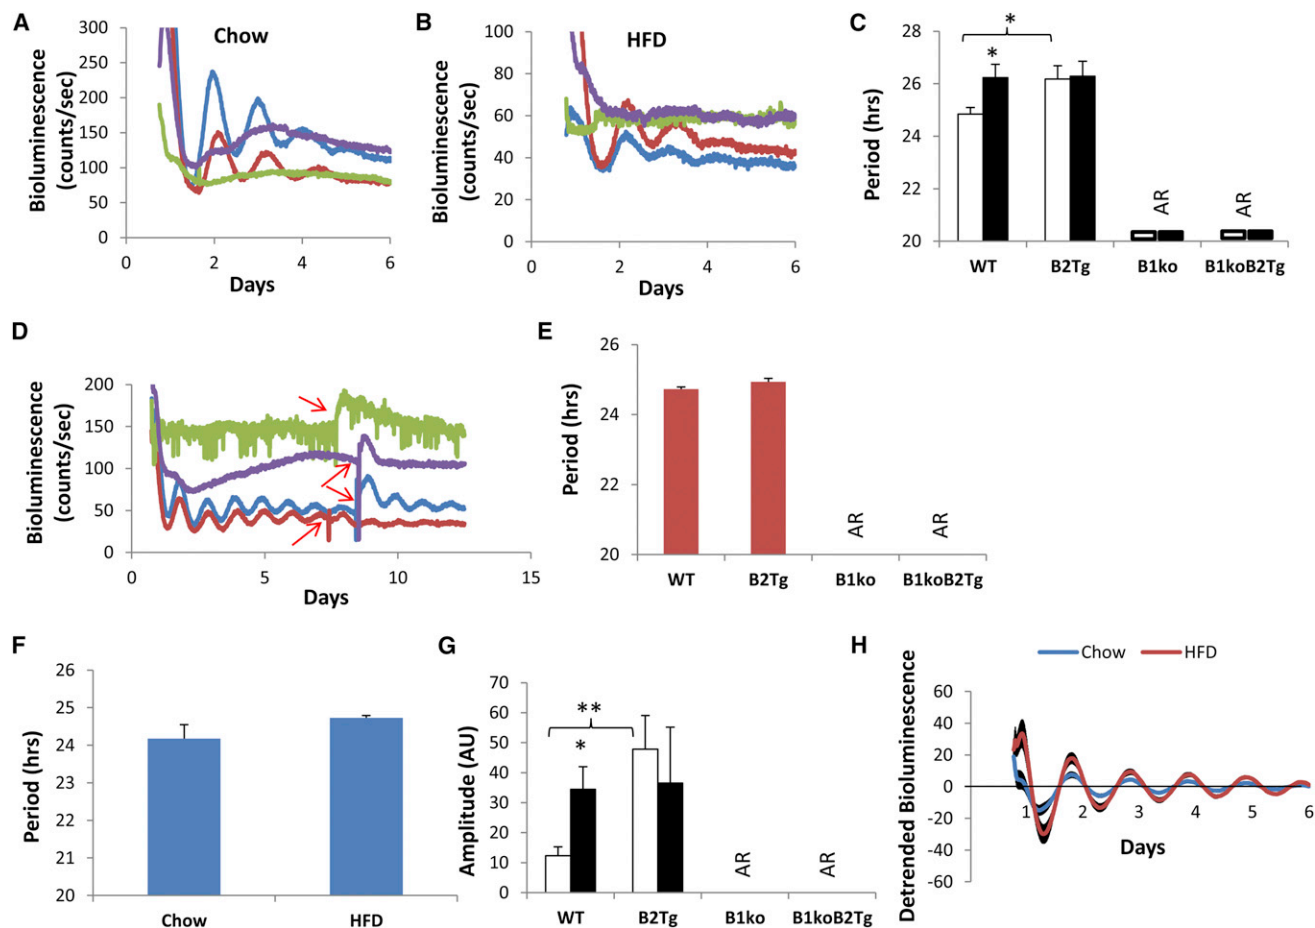 A
Chow
Bioluminescence
(counts/sec)
300
250
200
150
100
50
0
0 2 4 6
Days
B
HFD
Bioluminescence
(counts/sec)
100
80
60
40
20
0
0 2 4 6
Days
C
Period (hrs)
28
26
24
22
20
*
*
AR AR
WT B2Tg B1ko B1koB2Tg
D
Bioluminescence
(counts/sec)
200
150
100
50
0
0 5 10 15
Days
E
Period (hrs)
26
24
22
20
AR AR
WT B2Tg B1ko B1koB2Tg
F
Period (hrs)
26
25
24
23
22
21
20
Chow HFD
G
Amplitude (AU)
70
60
50
40
30
20
10
0
**
*
AR AR
WT B2Tg B1ko B1koB2Tg
H
Chow HFD
Detrended Bioluminescence
60
40
20
0
-20
-40
-60
1 2 3 4 5 6
Days